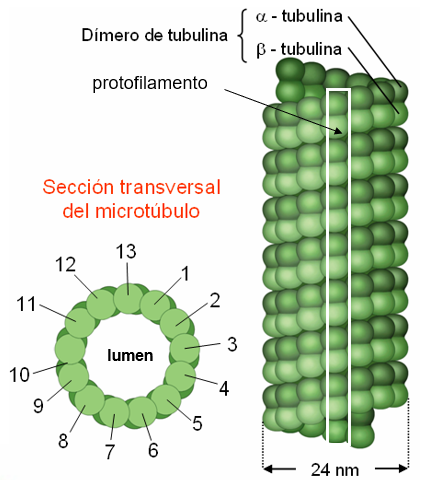 Dímero de tubulina
α - tubulina
β - tubulina
protofilamento
Sección transversal
del microtúbulo
13
1
2
3
4
5
6
7
8
9
10
11
12
lumen
24 nm